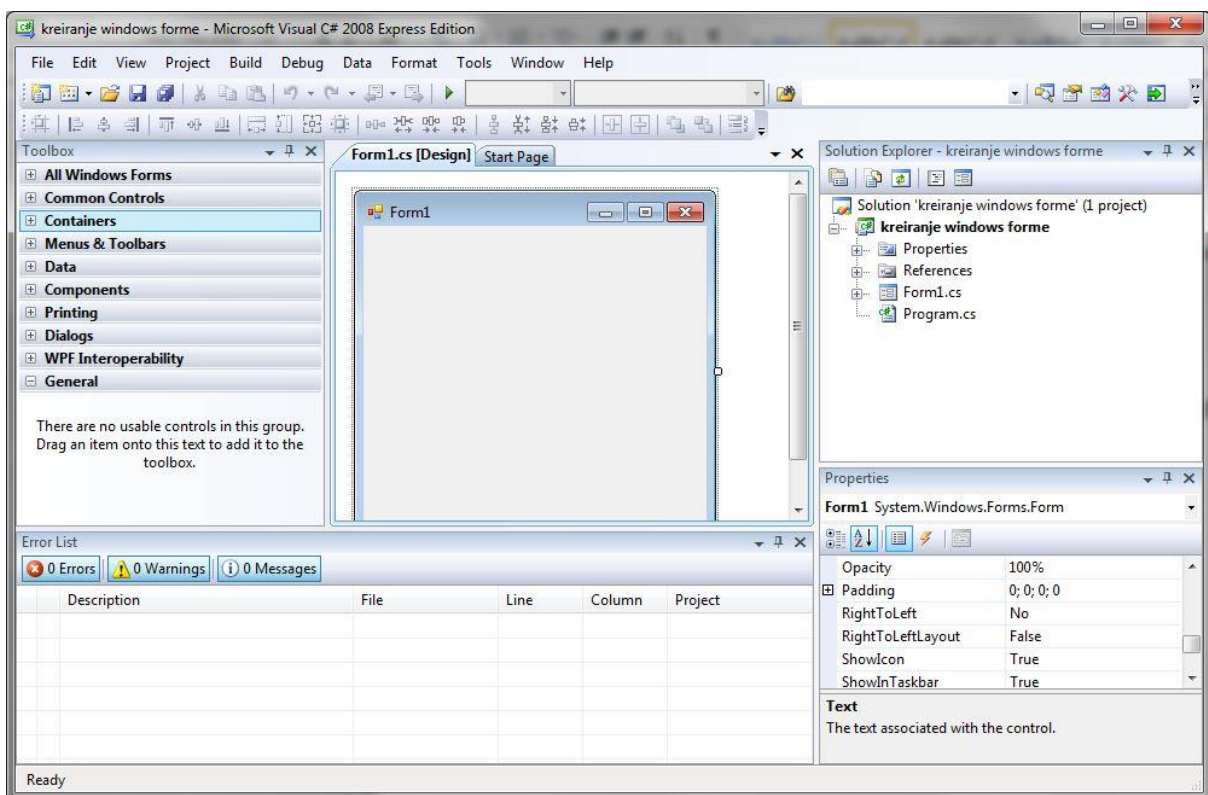 kreiranje windows forme - Microsoft Visual C# 2008 Express Edition
File Edit View Project Build Debug Data Format Tools Window Help
Toolbox
All Windows Forms
Common Controls
Containers
Menus & Toolbars
Data
Components
Printing
Dialogs
WPF Interoperability
General
There are no usable controls in this group.
Drag an item onto this text to add it to the
toolbox.
Form1.cs [Design] Start Page
Form1
Solution Explorer - kreiranje windows forme
Solution 'kreiranje windows forme' (1 project)
kreiranje windows forme
Properties
References
Form1.cs
Program.cs
Properties
Form1 System.Windows.Forms.Form
Opacity 100%
Padding 0; 0; 0; 0
RightToLeft No
RightToLeftLayout False
ShowIcon True
ShowInTaskbar True
Text
The text associated with the control.
Error List
0 Errors 0 Warnings 0 Messages
Description File Line Column Project
Ready